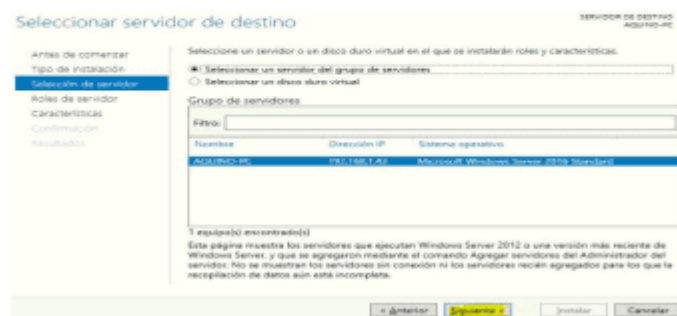 Seleccionar servidor de destino
SERVIDOR DE DESTINO
AQUINO-PC
Antes de comenzar
Tipo de instalación
Selección de servidor
Roles de servidor
Características
Confirmación
Resultados
Seleccione un servidor o un disco duro virtual en el que se instalarán roles y características.
Seleccionar un servidor del grupo de servidores
Seleccionar un disco duro virtual
Grupo de servidores
Filtro:
Nombre Dirección IP Sistema operativo
AQUINO-PC 192.168.1.43 Microsoft Windows Server 2016 Standard
1 equipo(s) encontrado(s)
Esta página muestra los servidores que ejecutan Windows Server 2012 o una versión más reciente de
Windows Server, y que se agregaron mediante el comando Agregar servidores del Administrador del
servidor. No se muestran los servidores sin conexión ni los servidores recién agregados para los que la
recopilación de datos aún está incompleta.
< Anterior Siguiente > Instalar Cancelar